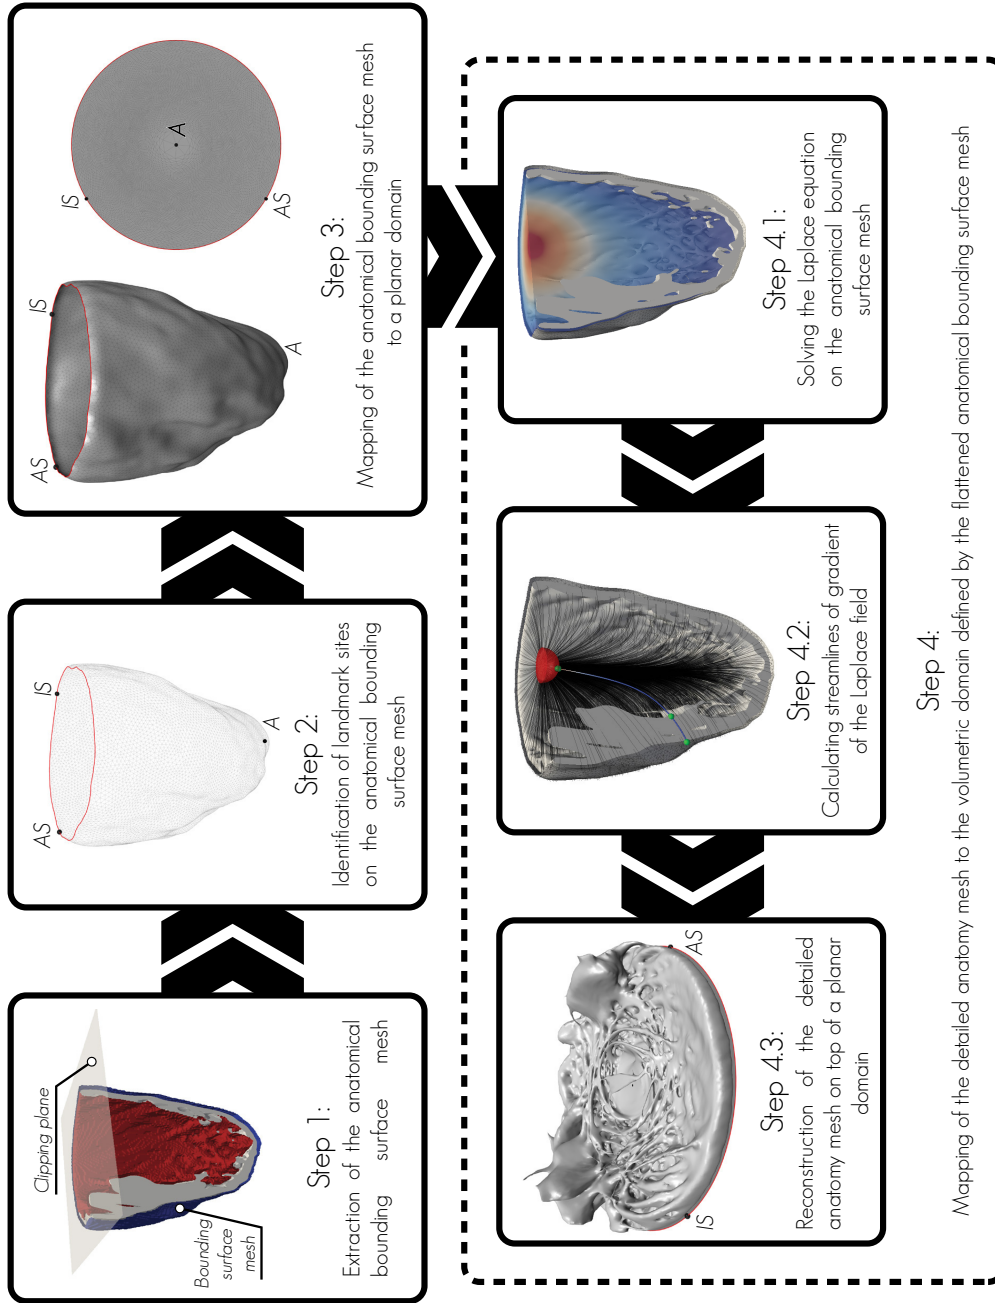 Clipping plane
Bounding
surface
mesh
Step 1:
Extraction of the anatomical
bounding surface mesh
AS
IS
A
Step 2:
Identification of landmark sites
on the anatomical bounding
surface mesh
AS
IS
A
IS
A
AS
Step 3:
Mapping of the anatomical bounding surface mesh
to a planar domain
Step 4.1:
Solving the Laplace equation
on the anatomical bounding
surface mesh
Step 4.2:
Calculating streamlines of gradient
of the Laplace field
IS
AS
Step 4.3:
Reconstruction of the detailed
anatomy mesh on top of a planar
domain
Step 4:
Mapping of the detailed anatomy mesh to the volumetric domain defined by the flattened anatomical bounding surface mesh